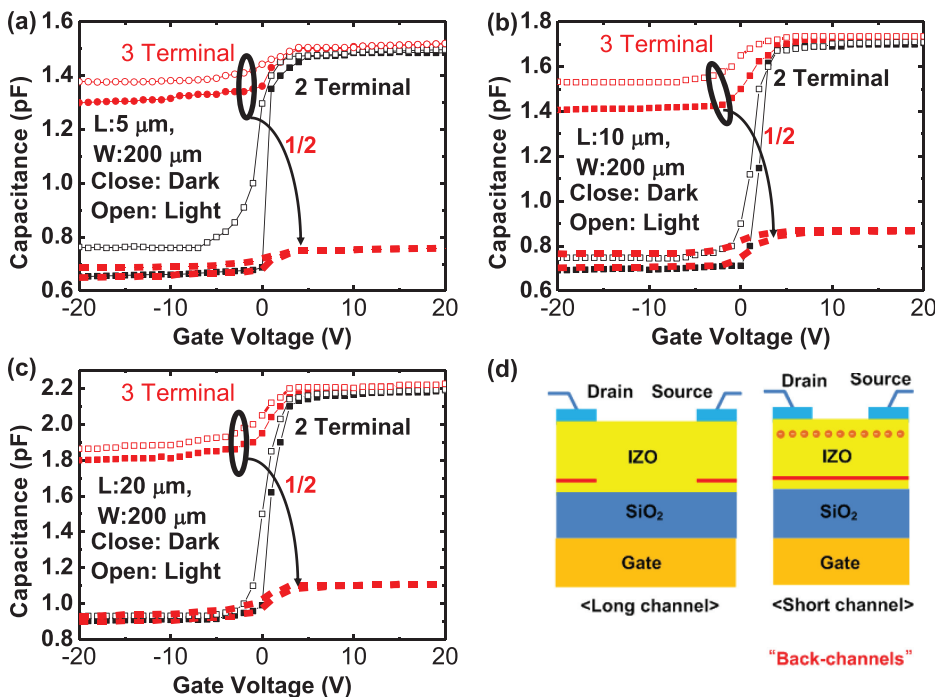 (a)
1.6
1.4
1.2
1.0
0.8
0.6
Capacitance (pF)
3 Terminal
2 Terminal
L:5 μm,
W:200 μm
Close: Dark
Open: Light
1/2
-20
-10
0
10
20
Gate Voltage (V)
(b)
1.8
1.6
1.4
1.2
1.0
0.8
0.6
Capacitance (pF)
3 Terminal
2 Terminal
L:10 μm,
W:200 μm
Close: Dark
Open: Light
1/2
-20
-10
0
10
20
Gate Voltage (V)
(c)
2.2
2.0
1.8
1.6
1.4
1.2
1.0
0.8
Capacitance (pF)
3 Terminal
2 Terminal
L:20 μm,
W:200 μm
Close: Dark
Open: Light
1/2
-20
-10
0
10
20
Gate Voltage (V)
(d)
Drain Source
IZO
SiO₂
Gate
<Long channel>
Drain Source
IZO
SiO₂
Gate
<Short channel>
"Back-channels"